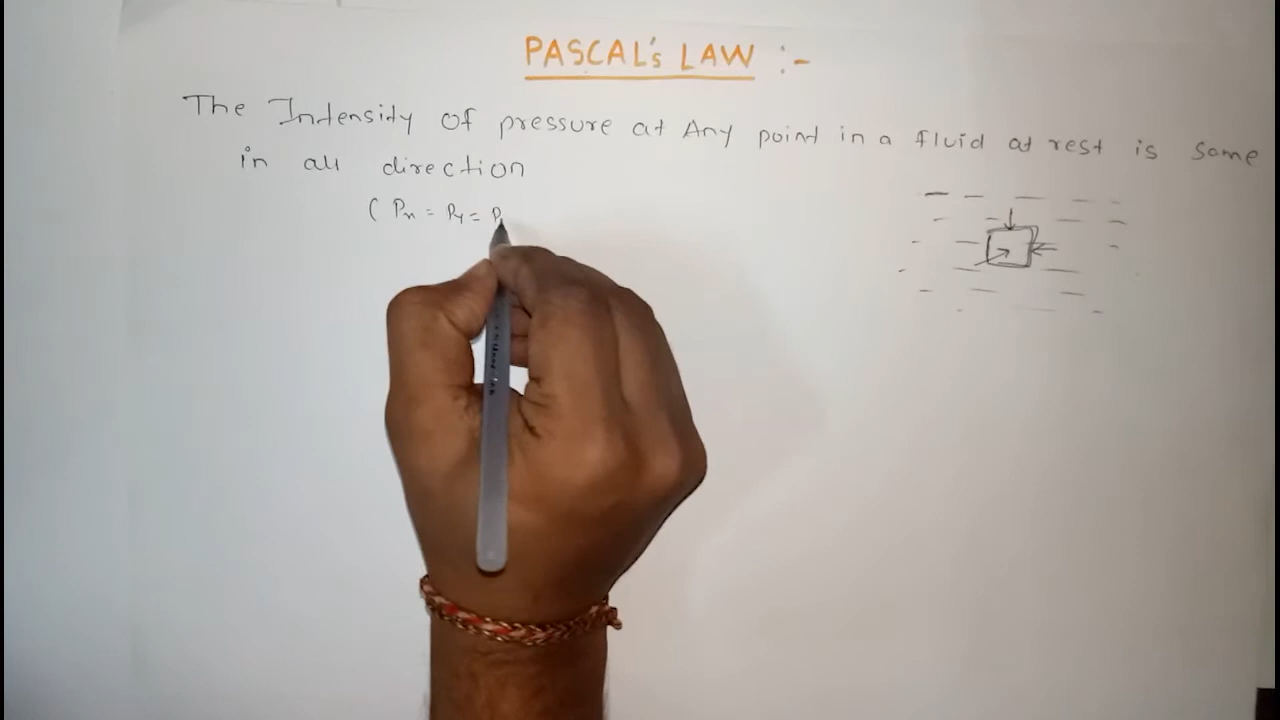 PASCAL's LAW :-
The Intensity of pressure at Any point in a fluid at rest is same
in all direction
( Px = Py = P